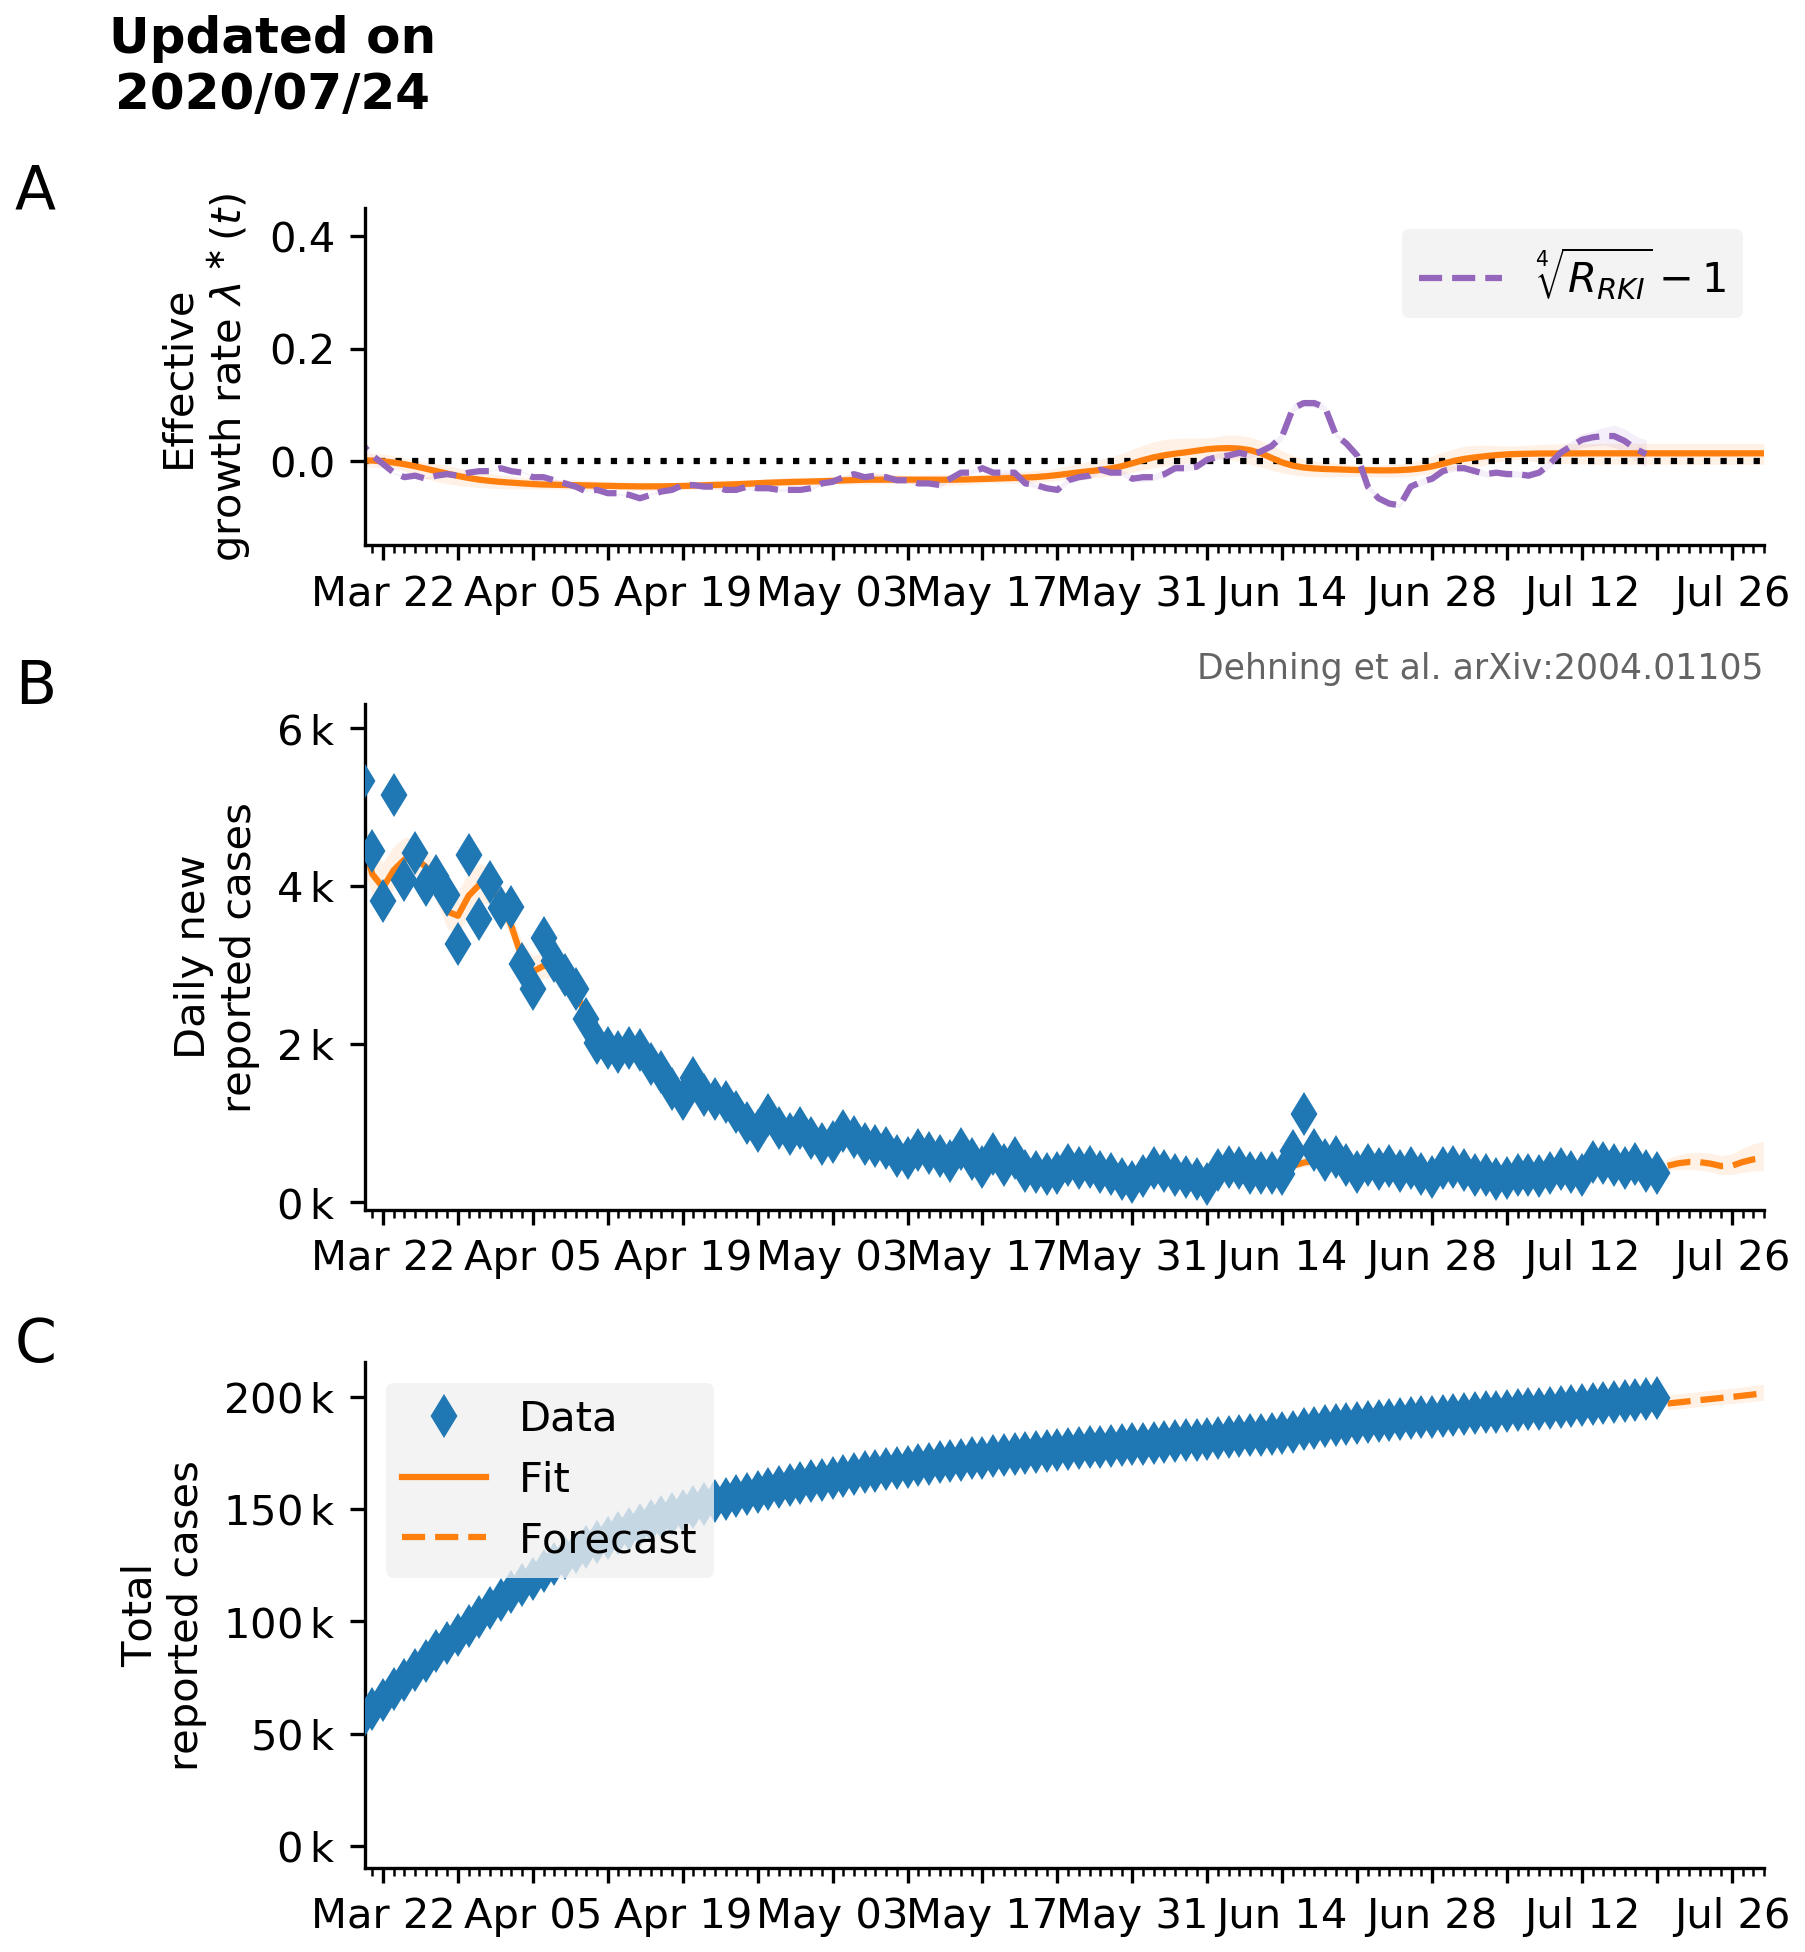 Updated on
2020/07/24
A
Effective
growth rate λ * (t)
0.4
0.2
0.0
∜R_RKI − 1
Mar 22 Apr 05 Apr 19 May 03 May 17 May 31 Jun 14 Jun 28 Jul 12 Jul 26
B
Dehning et al. arXiv:2004.01105
Daily new
reported cases
6 k
4 k
2 k
0 k
Mar 22 Apr 05 Apr 19 May 03 May 17 May 31 Jun 14 Jun 28 Jul 12 Jul 26
C
Total
reported cases
200 k
150 k
100 k
50 k
0 k
Data
Fit
Forecast
Mar 22 Apr 05 Apr 19 May 03 May 17 May 31 Jun 14 Jun 28 Jul 12 Jul 26